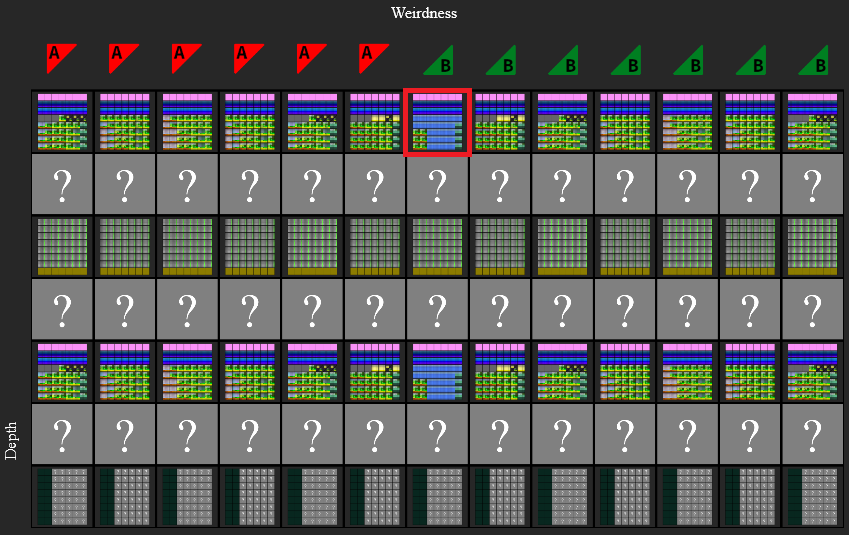 Weirdness
A A A A A A B B B B B B B
? ? ? ? ? ? ? ? ? ? ? ? ?
? ? ? ? ? ? ? ? ? ? ? ? ?
Depth
? ? ? ? ? ? ? ? ? ? ? ? ?